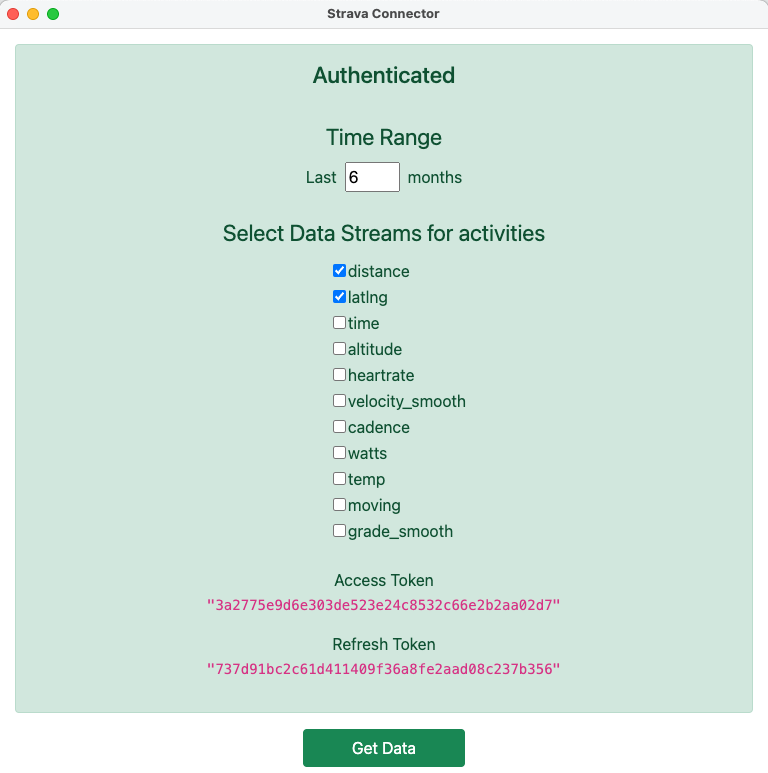 Strava Connector
Authenticated
Time Range
Last 6 months
Select Data Streams for activities
distance
latlng
time
altitude
heartrate
velocity_smooth
cadence
watts
temp
moving
grade_smooth
Access Token
"3a2775e9d6e303de523e24c8532c66e2b2aa02d7"
Refresh Token
"737d91bc2c61d411409f36a8fe2aad08c237b356"
Get Data